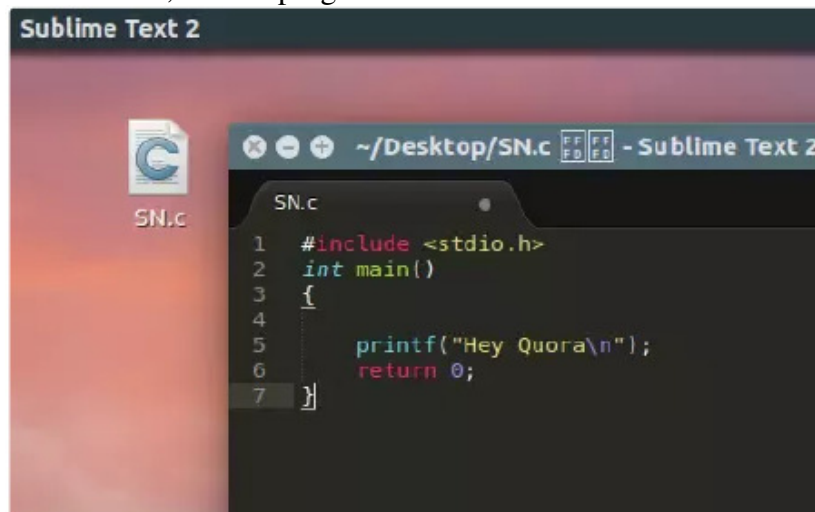 Sublime Text 2
~/Desktop/SN.c �� - Sublime Text 2
SN.c
SN.c
1 #include <stdio.h>
2 int main()
3 {
4
5 printf("Hey Quora\n");
6 return 0;
7 }